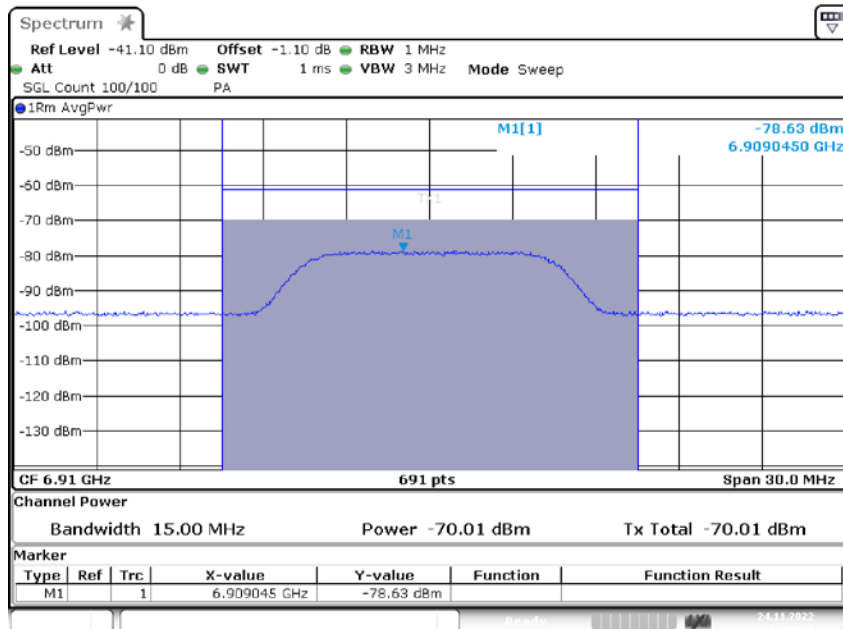 Spectrum
Ref Level -41.10 dBm Offset -1.10 dB RBW 1 MHz
Att 0 dB SWT 1 ms VBW 3 MHz Mode Sweep
SGL Count 100/100 PA
1Rm AvgPwr
M1[1] -78.63 dBm
6.9090450 GHz
-50 dBm
-60 dBm
TX1
-70 dBm
M1
-80 dBm
-90 dBm
-100 dBm
-110 dBm
-120 dBm
-130 dBm
CF 6.91 GHz 691 pts Span 30.0 MHz
Channel Power
Bandwidth 15.00 MHz Power -70.01 dBm Tx Total -70.01 dBm
Marker
Type Ref Trc X-value Y-value Function Function Result
M1 1 6.909045 GHz -78.63 dBm
Ready 24.11.2022